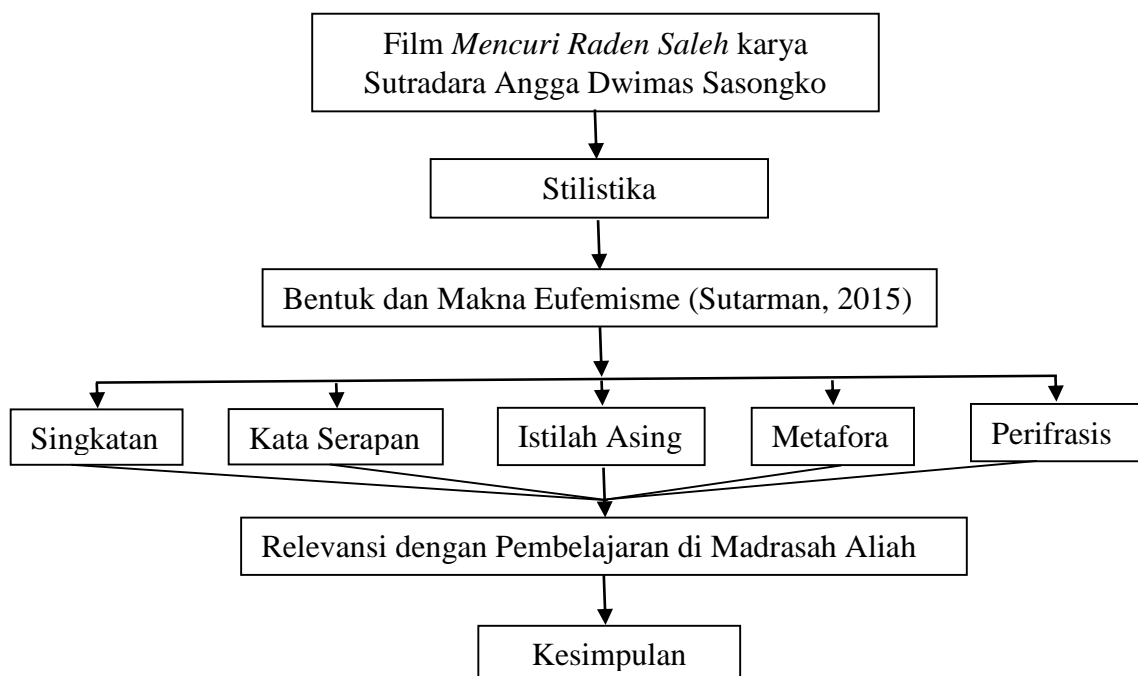 Film Mencuri Raden Saleh karya
Sutradara Angga Dwimas Sasongko
Stilistika
Bentuk dan Makna Eufemisme (Sutarman, 2015)
Singkatan
Kata Serapan
Istilah Asing
Metafora
Perifrasis
Relevansi dengan Pembelajaran di Madrasah Aliah
Kesimpulan